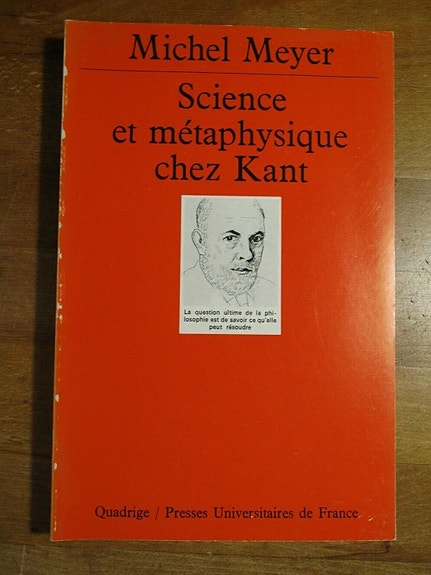 Michel Meyer
Science
et métaphysique
chez Kant
La question ultime de la phi-
losophie est de savoir ce qu'elle
peut résoudre
Quadrige / Presses Universitaires de France